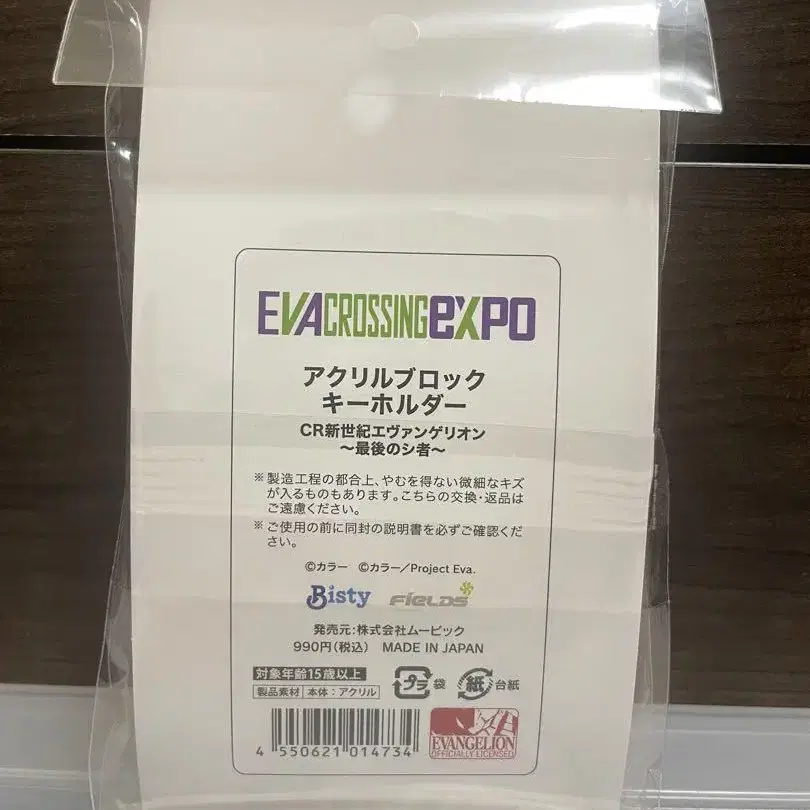 EVACROSSINGEXPO
アクリルブロック
キーホルダー
CR新世紀エヴァンゲリオン
〜最後のシ者〜
※製造工程の都合上、やむを得ない微細なキズ
が入るものもあります。こちらの交換・返品は
ご遠慮ください。
※ご使用の前に同封の説明書を必ずご確認くだ
さい。
©カラー ©カラー／Project Eva.
Bisty FIELDS
発売元:株式会社ムービック
990円(税込) MADE IN JAPAN
対象年齢15歳以上
製品素材 本体:アクリル
プラ 袋 紙 台紙
4 550621 014734
EVANGELION
OFFICIALLY LICENSED